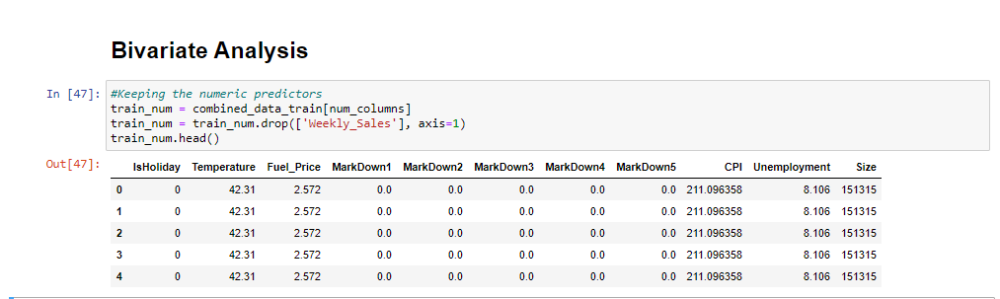 Bivariate Analysis
In [47]: #Keeping the numeric predictors
train_num = combined_data_train[num_columns]
train_num = train_num.drop(['Weekly_Sales'], axis=1)
train_num.head()
Out[47]:
IsHoliday Temperature Fuel_Price MarkDown1 MarkDown2 MarkDown3 MarkDown4 MarkDown5 CPI Unemployment Size
0 0 42.31 2.572 0.0 0.0 0.0 0.0 0.0 211.096358 8.106 151315
1 0 42.31 2.572 0.0 0.0 0.0 0.0 0.0 211.096358 8.106 151315
2 0 42.31 2.572 0.0 0.0 0.0 0.0 0.0 211.096358 8.106 151315
3 0 42.31 2.572 0.0 0.0 0.0 0.0 0.0 211.096358 8.106 151315
4 0 42.31 2.572 0.0 0.0 0.0 0.0 0.0 211.096358 8.106 151315